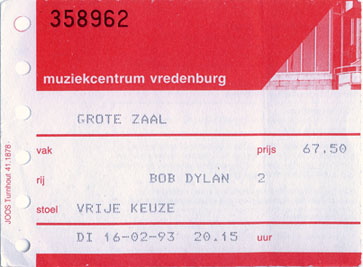 358962
muziekcentrum vredenburg
GROTE ZAAL
vak prijs 67.50
rij BOB DYLAN 2
stoel VRIJE KEUZE
DI 16-02-93 20.15 uur
JOOS Turnhout 41.1878